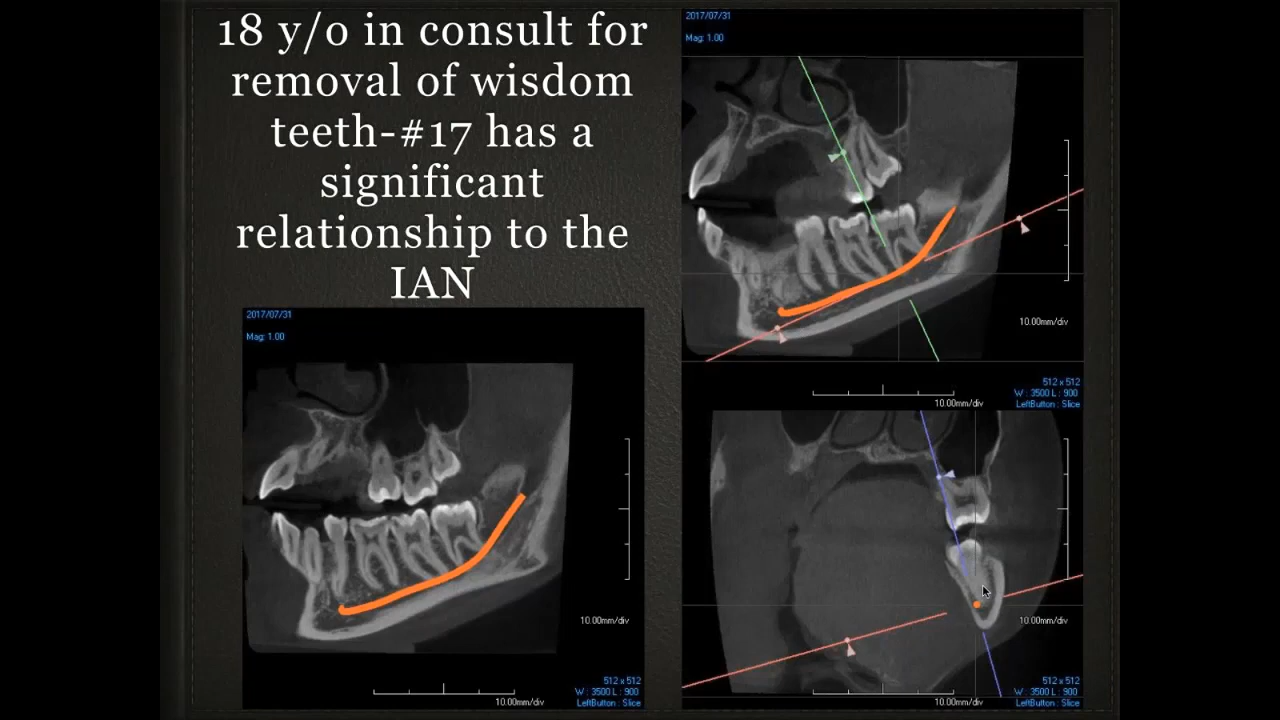 18 y/o in consult for
removal of wisdom
teeth-#17 has a
significant
relationship to the
IAN
2017/07/31
Mag: 1.00
10.00mm/div
512 x 512
W : 3500 L : 900
LeftButton : Slice
10.00mm/div
2017/07/31
Mag: 1.00
10.00mm/div
512 x 512
W : 3500 L : 900
LeftButton : Slice
10.00mm/div
10.00mm/div
512 x 512
W : 3500 L : 900
LeftButton : Slice
10.00mm/div